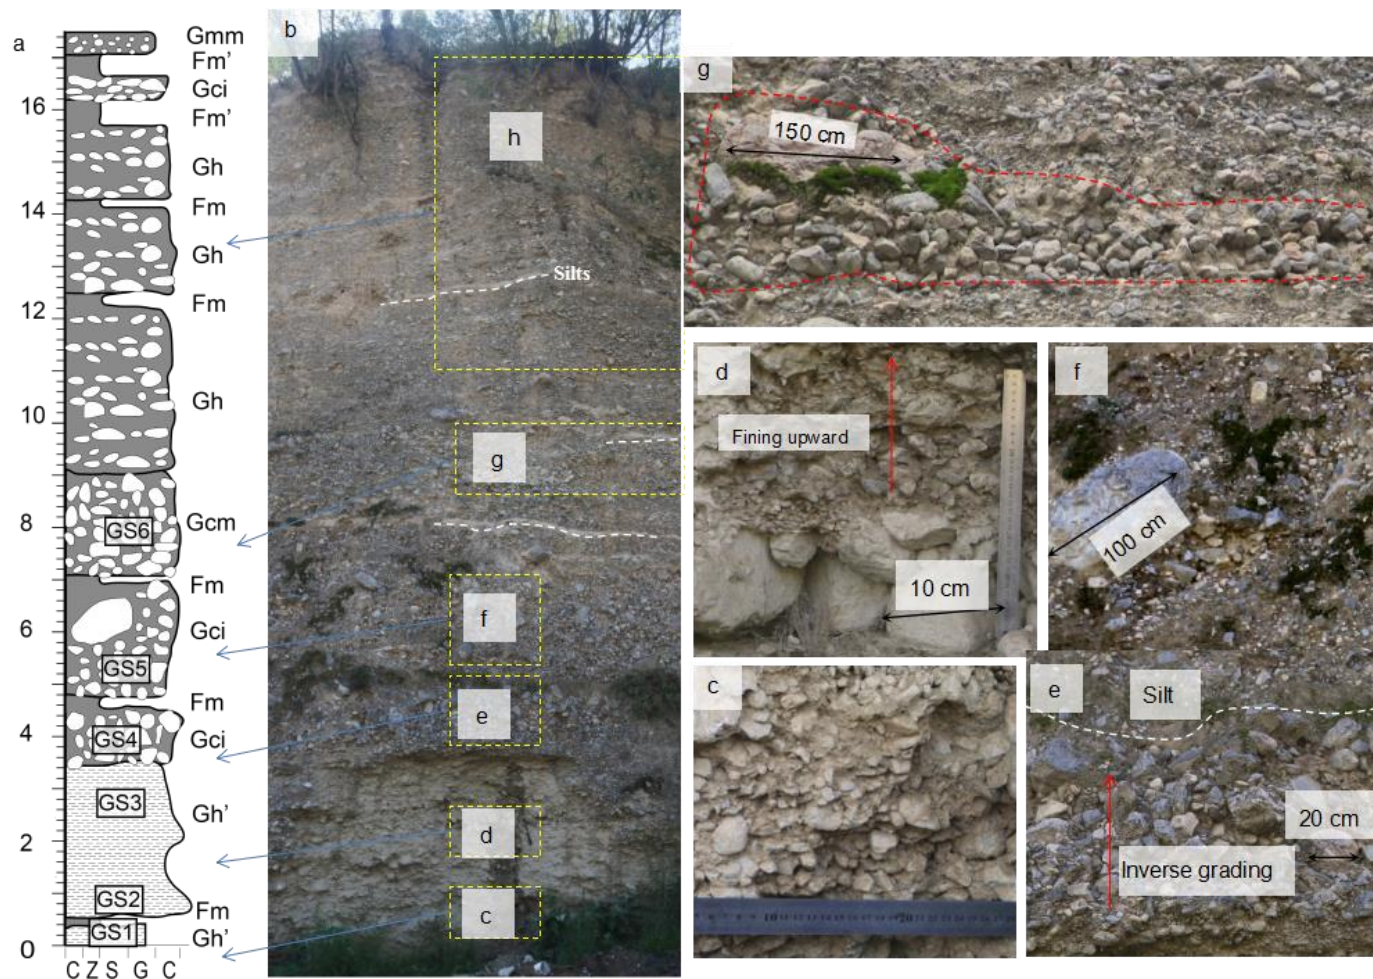 a
Gmm
Fm’
Gci
16
Fm’
Gh
14
Fm
Gh
12
Fm
Gh
10
8
GS6
Gcm
Fm
6
Gci
GS5
Fm
4
GS4
Gci
GS3
Gh’
2
GS2
Fm
GS1
Gh’
0
C Z S G C
b
h
Silts
g
f
e
d
c
g
150 cm
d
Fining upward
10 cm
f
100 cm
c
10
20
e
Silt
20 cm
Inverse grading